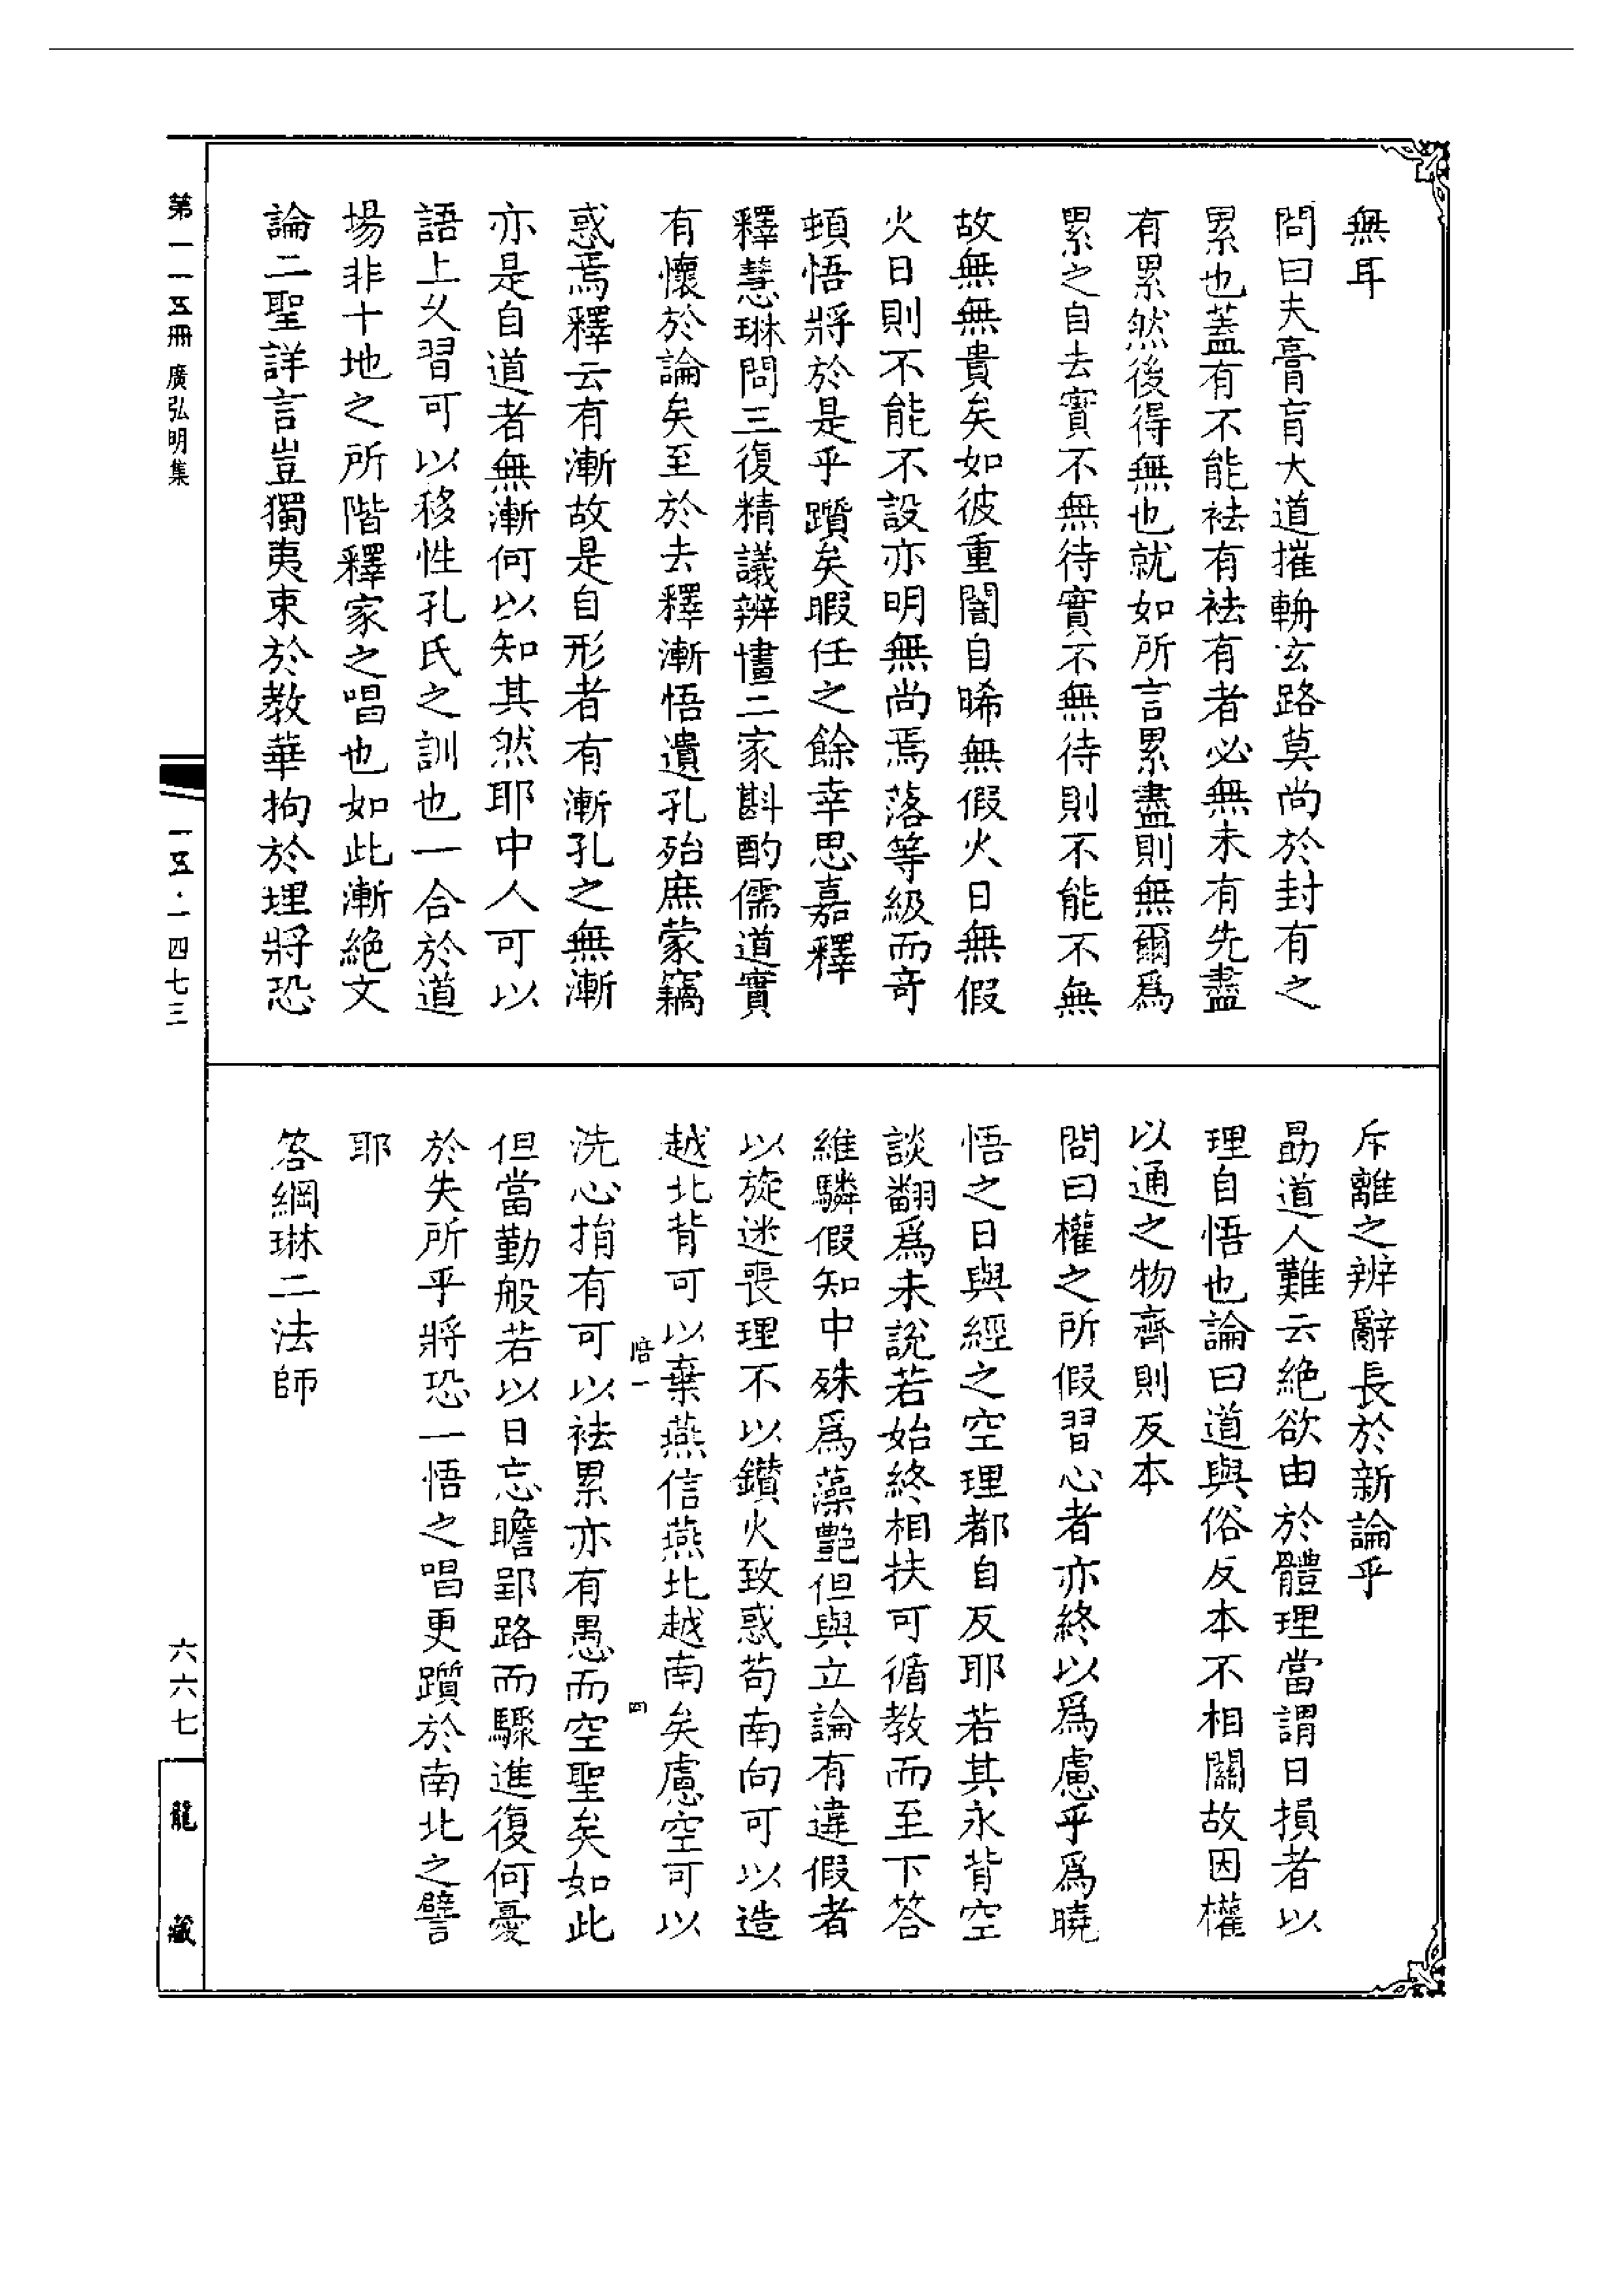 無耳
問曰夫膏肓大道摧輈玄路莫尚於封有之
累也蓋有不能祛有祛有者必無未有先盡
有累然後得無也就如所言累盡則無爾爲
累之自去實不無待實不無待則不能不無
故無無貴矣如彼重闇自晞無假火日無假
火日則不能不設亦明無尚焉落等級而奇
頓悟將於是乎躓矣暇任之餘幸思嘉釋
釋慧琳問三復精議辨㦎二家斟酌儒道實
有懷於論矣至於去釋漸悟遺孔殆庶蒙竊
惑焉釋云有漸故是自形者有漸孔之無漸
亦是自道者無漸何以知其然耶中人可以
語上乆習可以移性孔氏之訓也一合於道
場非十地之所階釋家之唱也如此漸絕文
論二聖詳言豈獨夷束於教華拘於理將恐
斥離之辨辭長於新論乎
勗道人難云絕欲由於體理當謂日損者以
理自悟也論曰道與俗反本不相關故因權
以通之物齊則反本
問曰權之所假習心者亦終以爲慮乎爲曉
悟之日與經之空理都自反耶若其永背空
談翻爲未說若始終相扶可循教而至下答
維驎假知中殊爲藻艷但與立論有違假者
以旋迷喪理不以鑽火致惑苟南向可以造
越北背可以棄燕信燕北越南矣慮空可以
洗心捐有可以祛累亦有愚而空聖矣如此
但當勤般若以日忘瞻郢路而驟進復何憂
於失所乎將恐一悟之唱更躓於南北之譬
耶
答綱琳二法師
陪一
四
第一一五冊 廣弘明集
一五·一四七三
六六七
龍藏